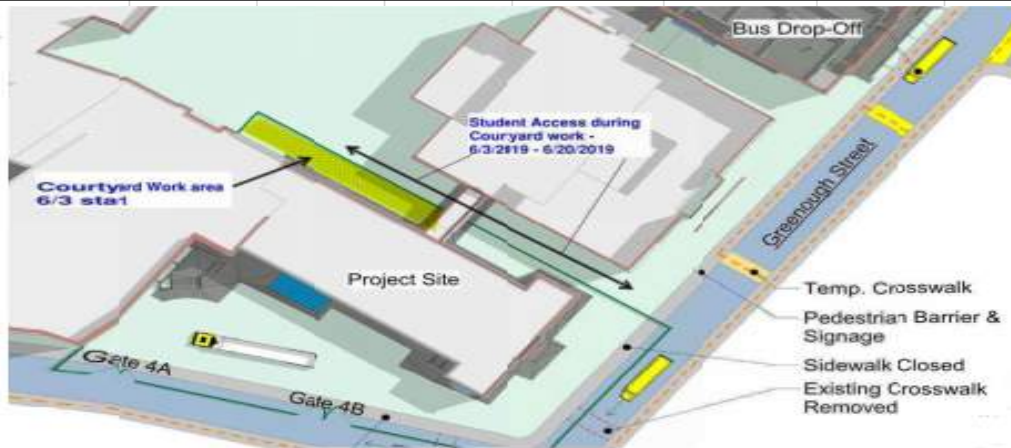 Bus Drop-Off
Student Access during
Couryard work -
6/3/2019 - 6/20/2019
Courtyard Work area
6/3 start
Greenough Street
Project Site
Temp. Crosswalk
Pedestrian Barrier &
Signage
Sidewalk Closed
Existing Crosswalk
Removed
Gate 4A
Gate 4B